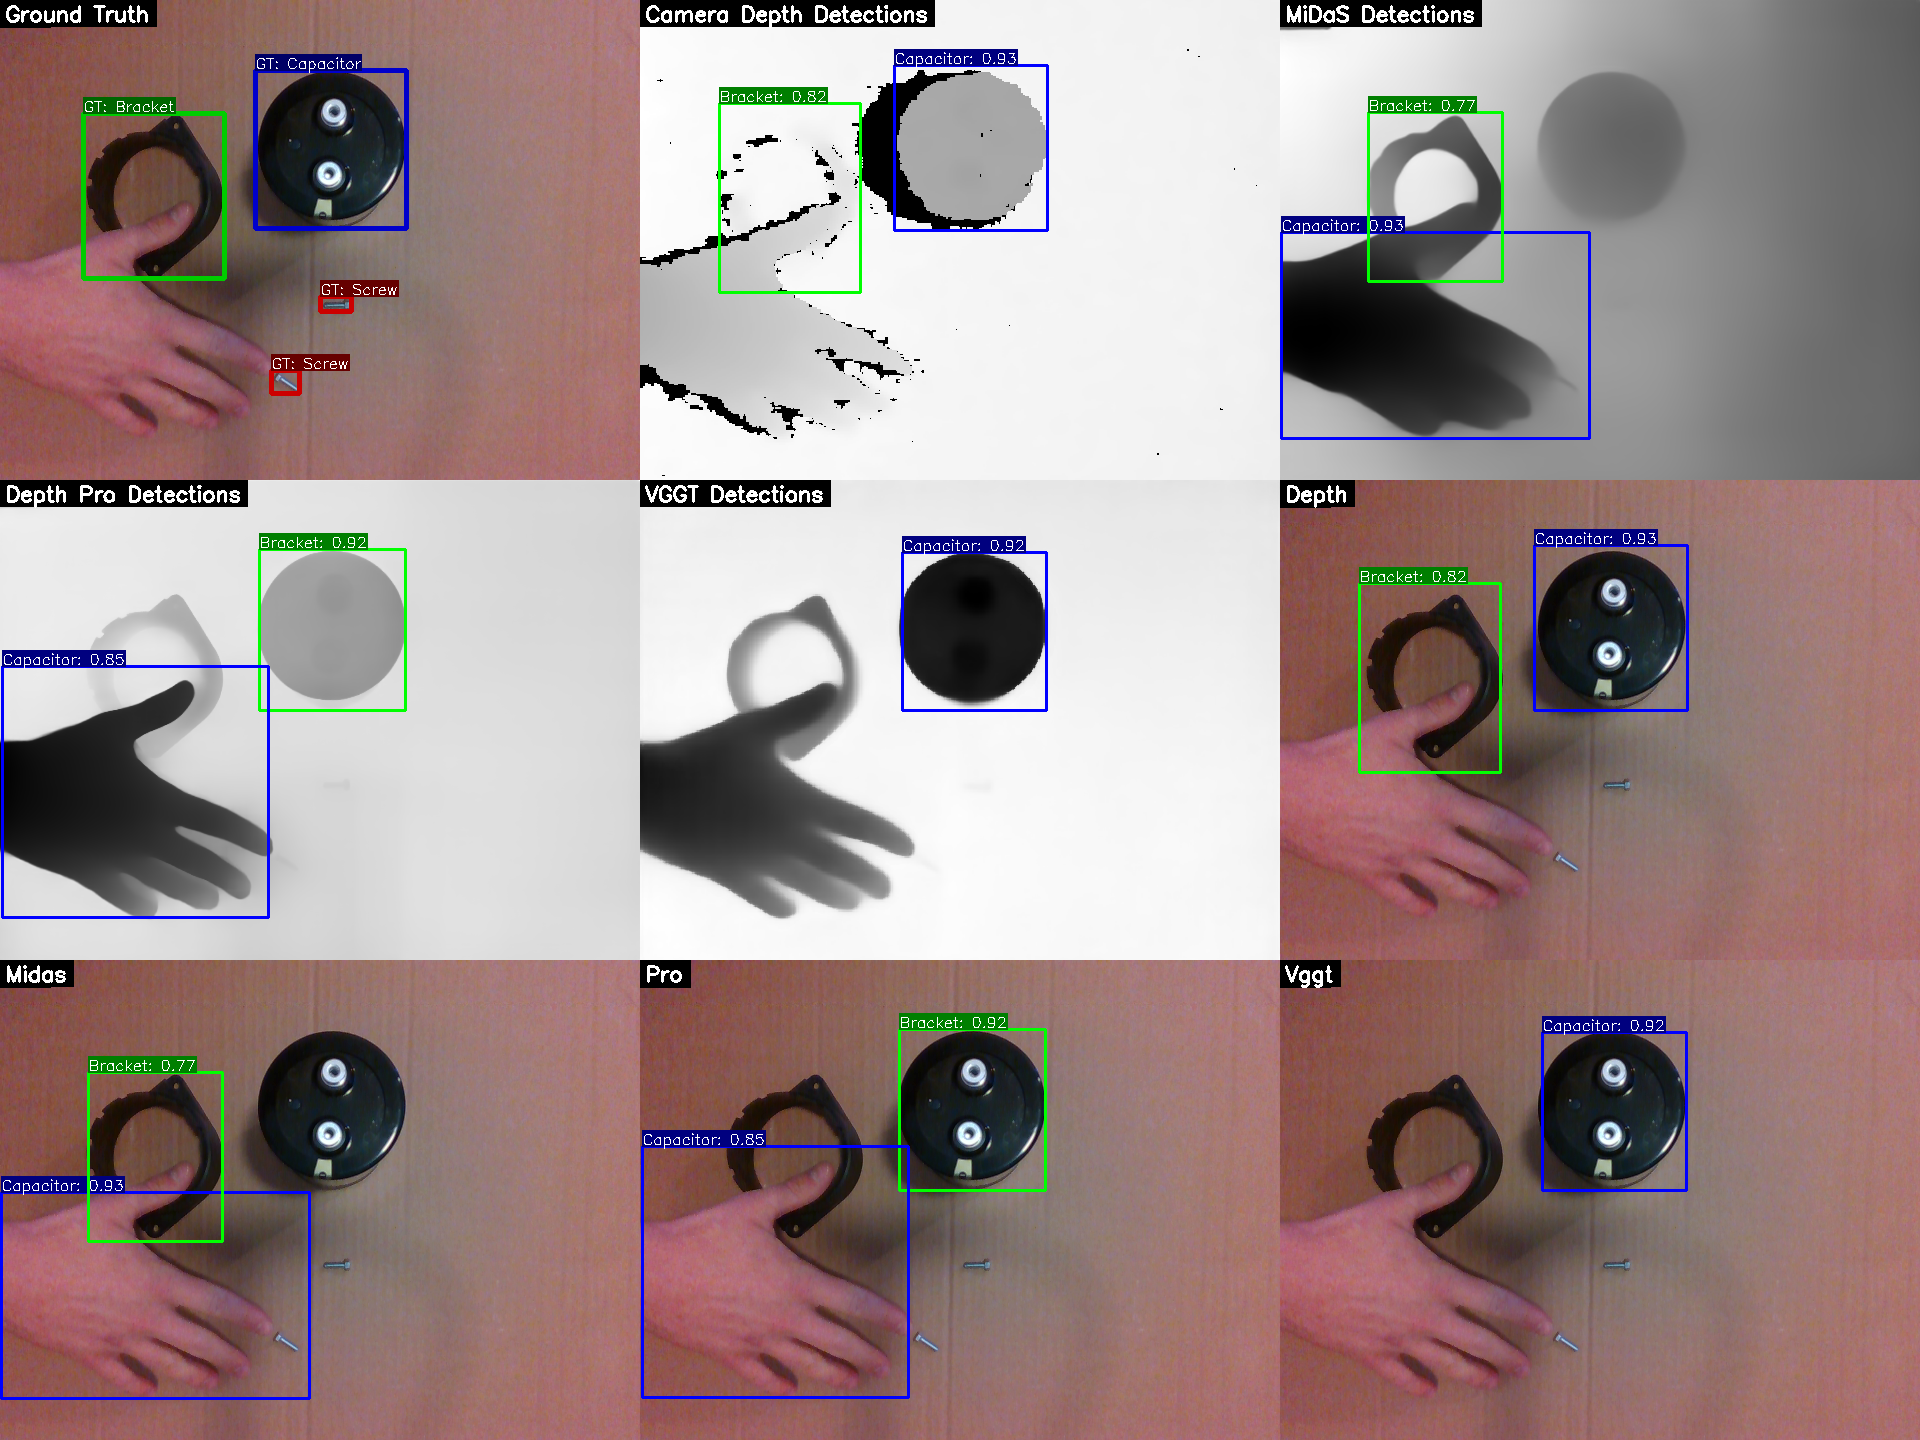 Ground Truth
GT: Capacitor
GT: Bracket
GT: Screw
GT: Screw
Camera Depth Detections
Capacitor: 0.93
Bracket: 0.82
MiDaS Detections
Bracket: 0.77
Capacitor: 0.93
Depth Pro Detections
Bracket: 0.92
Capacitor: 0.85
VGGT Detections
Capacitor: 0.92
Depth
Capacitor: 0.93
Bracket: 0.82
Midas
Bracket: 0.77
Capacitor: 0.93
Pro
Bracket: 0.92
Capacitor: 0.85
Vggt
Capacitor: 0.92